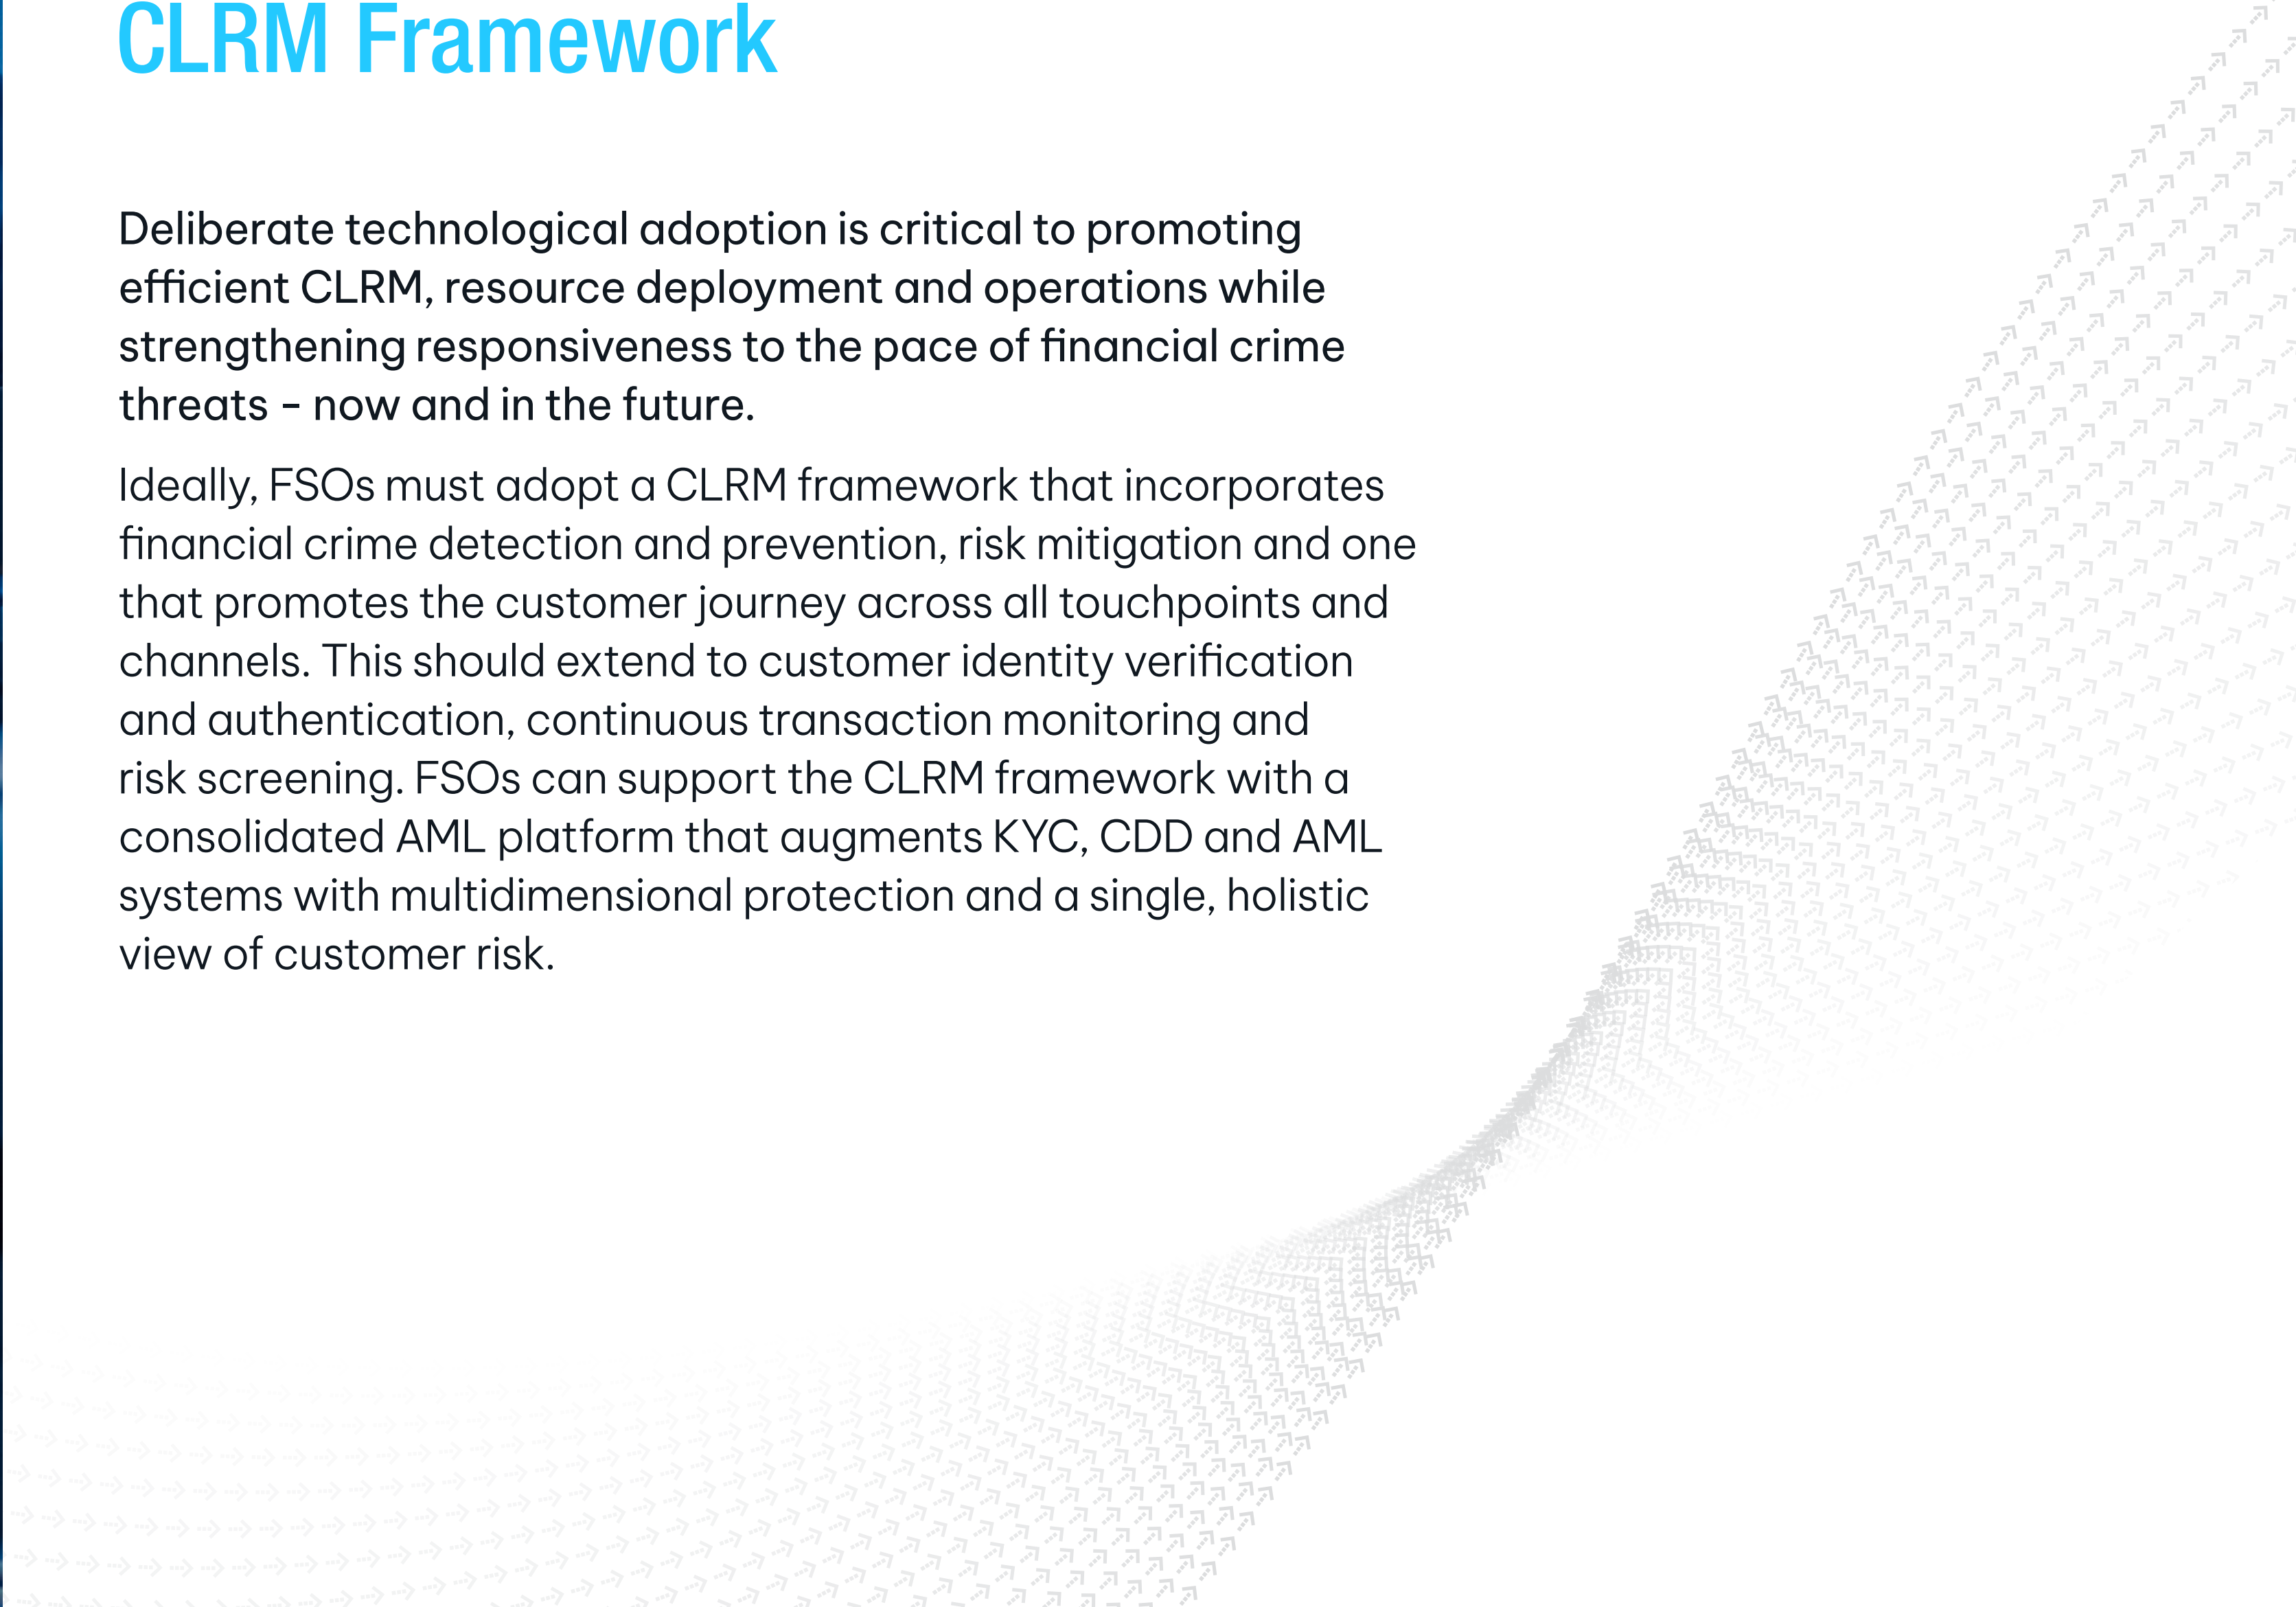 CLRM Framework
Deliberate technological adoption is critical to promoting
efficient CLRM, resource deployment and operations while
strengthening responsiveness to the pace of financial crime
threats – now and in the future.
Ideally, FSOs must adopt a CLRM framework that incorporates
financial crime detection and prevention, risk mitigation and one
that promotes the customer journey across all touchpoints and
channels. This should extend to customer identity verification
and authentication, continuous transaction monitoring and
risk screening. FSOs can support the CLRM framework with a
consolidated AML platform that augments KYC, CDD and AML
systems with multidimensional protection and a single, holistic
view of customer risk.